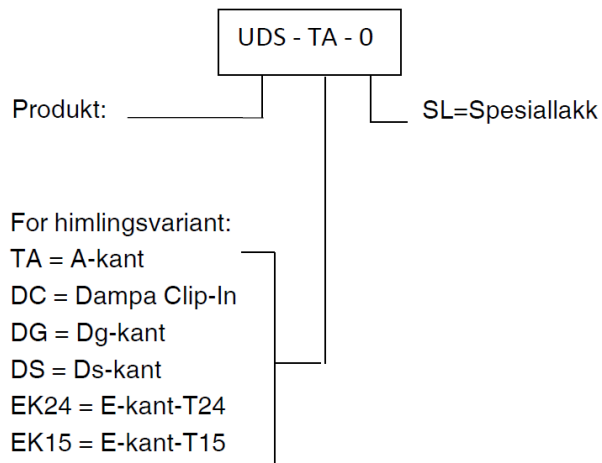 UDS - TA - 0
Produkt:
SL=Spesiallakk
For himlingsvariant:
TA = A-kant
DC = Dampa Clip-In
DG = Dg-kant
DS = Ds-kant
EK24 = E-kant-T24
EK15 = E-kant-T15